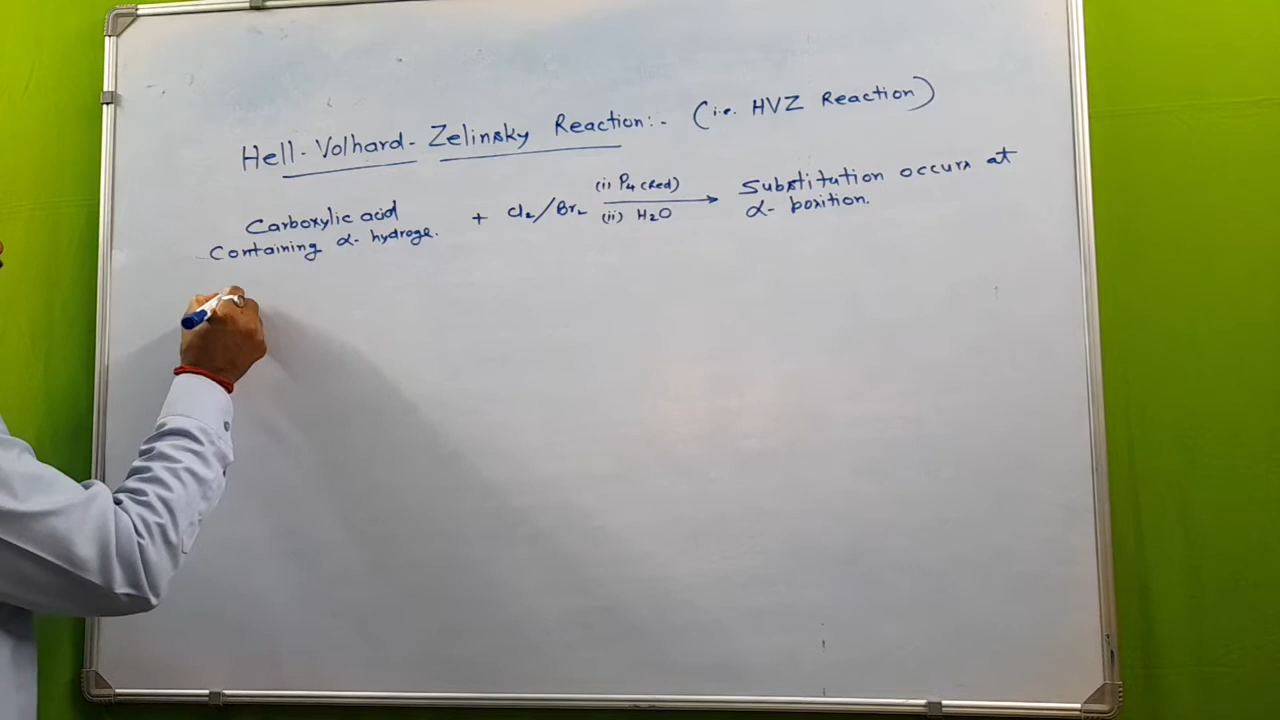 Hell-Volhard-Zelinsky Reaction:- (i.e. HVZ Reaction)
Carboxylic acid
Containing α-hydroge.
+ Cl₂/Br₂
(i) P₄ (Red)
(ii) H₂O
Substitution occurs at
α- position.